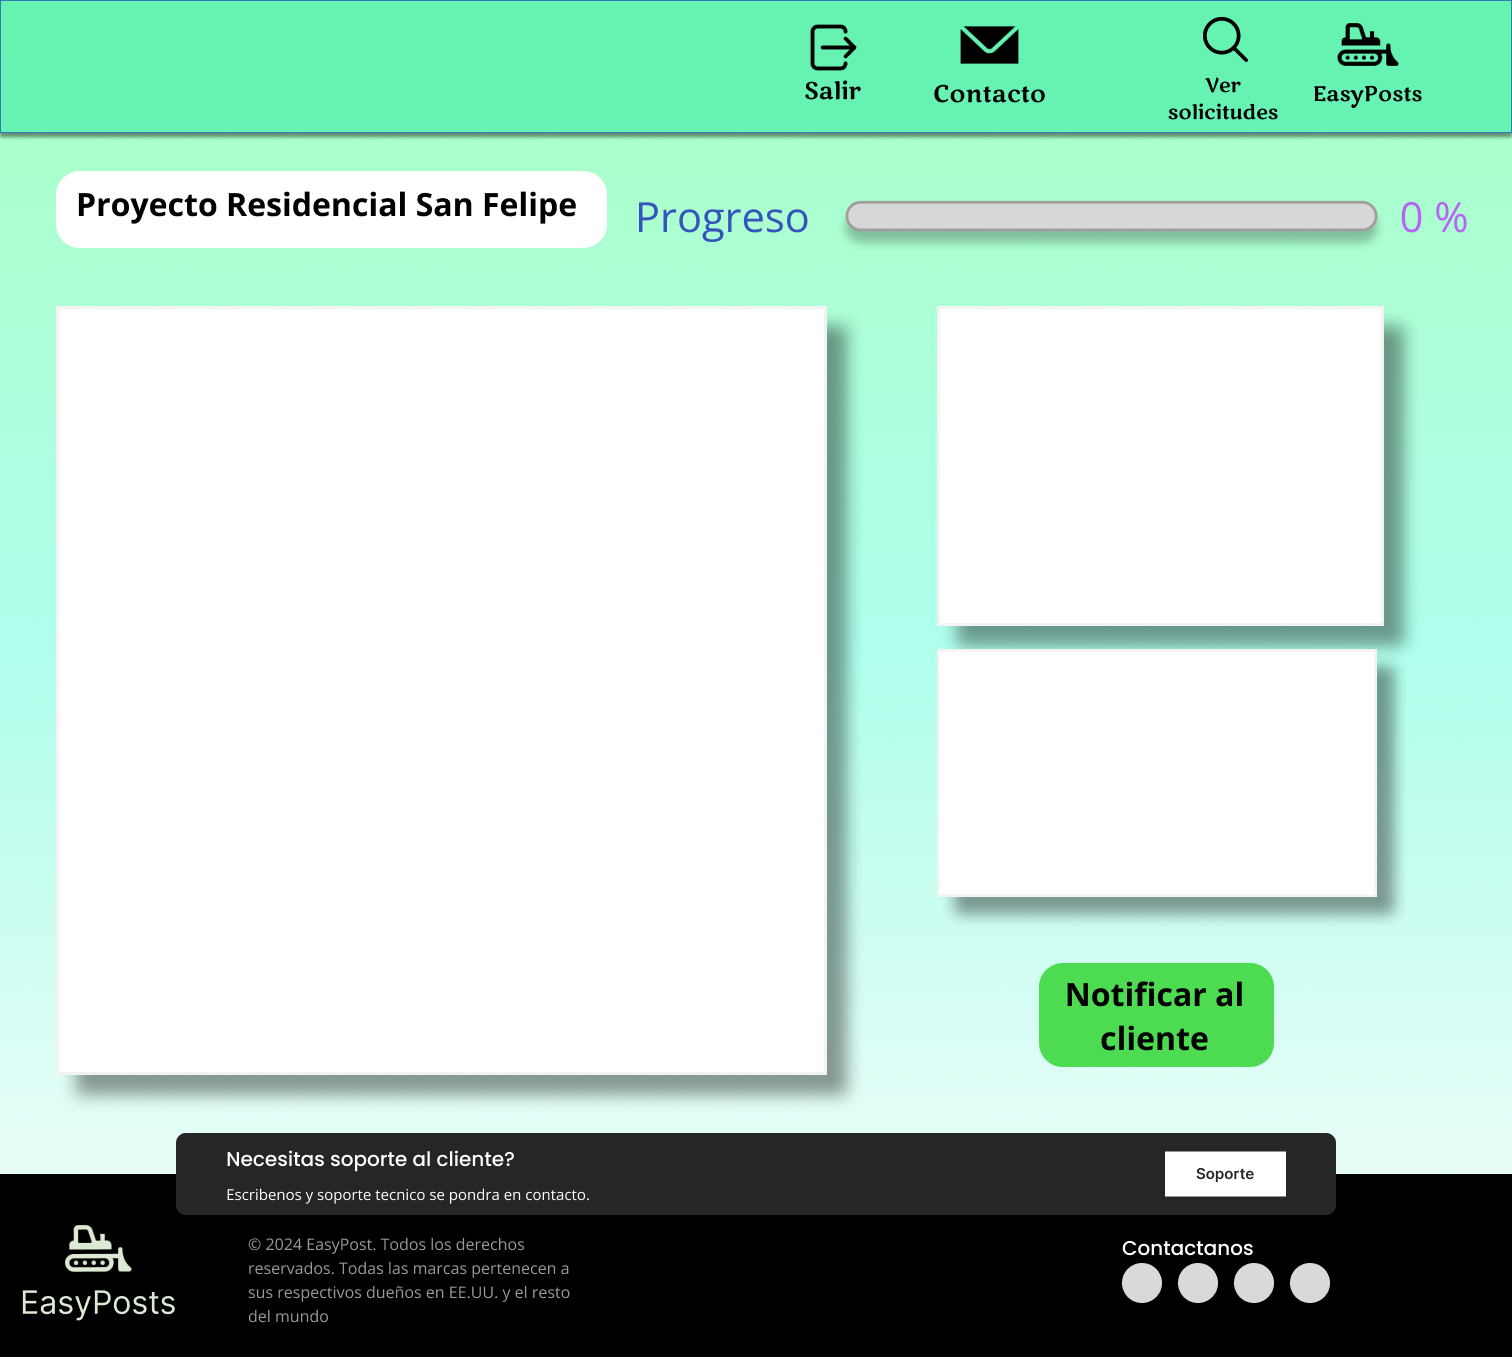 Salir
Contacto
Ver
solicitudes
EasyPosts
Proyecto Residencial San Felipe
Progreso
0 %
Notificar al
cliente
Necesitas soporte al cliente?
Escribenos y soporte tecnico se pondra en contacto.
Soporte
EasyPosts
© 2024 EasyPost. Todos los derechos
reservados. Todas las marcas pertenecen a
sus respectivos dueños en EE.UU. y el resto
del mundo
Contactanos